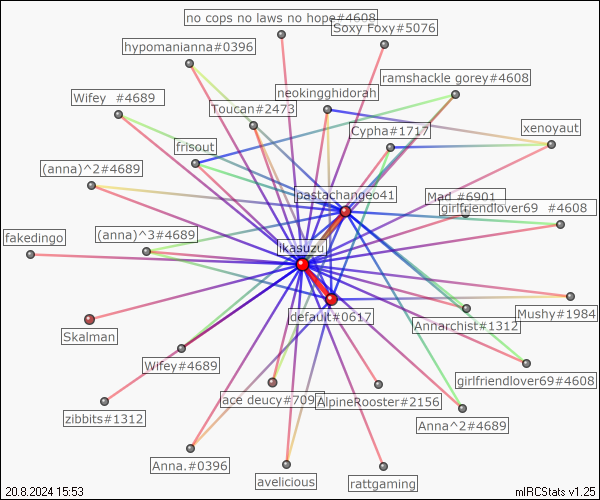 no cops no laws no hope#4608
Soxy Foxy#5076
hypomanianna#0396
ramshackle gorey#4608
neokingghidorah
Wifey #4689
Toucan#2473
Cypha#1717
xenoyaut
frisout
(anna)^2#4689
pastachangeo41
Mad #6901
girlfriendlover69 #4608
(anna)^3#4689
fakedingo
ikasuzu
default#0617
Mushy#1984
Annarchist#1312
Skalman
Wifey#4689
girlfriendlover69#4608
ace deucy#709
AlpineRooster#2156
zibbits#1312
Anna^2#4689
Anna.#0396
avelicious
rattgaming
20.8.2024 15:53
mIRCStats v1.25